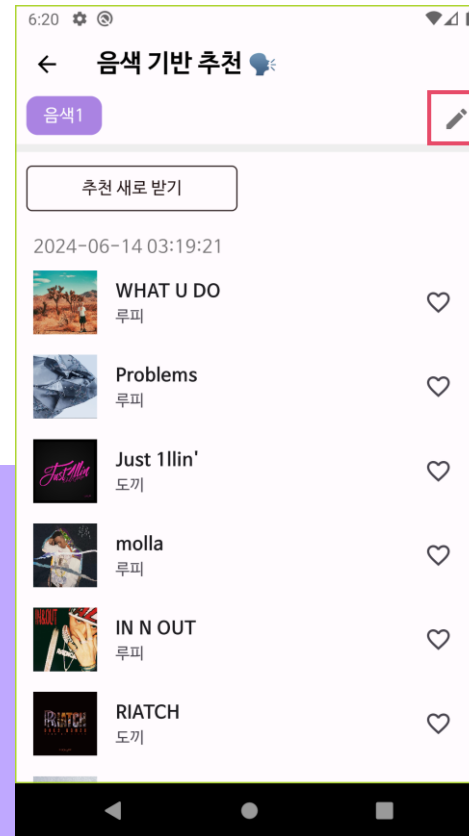 6:20
음색 기반 추천
음색1
추천 새로 받기
2024-06-14 03:19:21
WHAT U DO
루피
Problems
루피
Just 1llin'
도끼
molla
루피
IN N OUT
루피
RIATCH
도끼